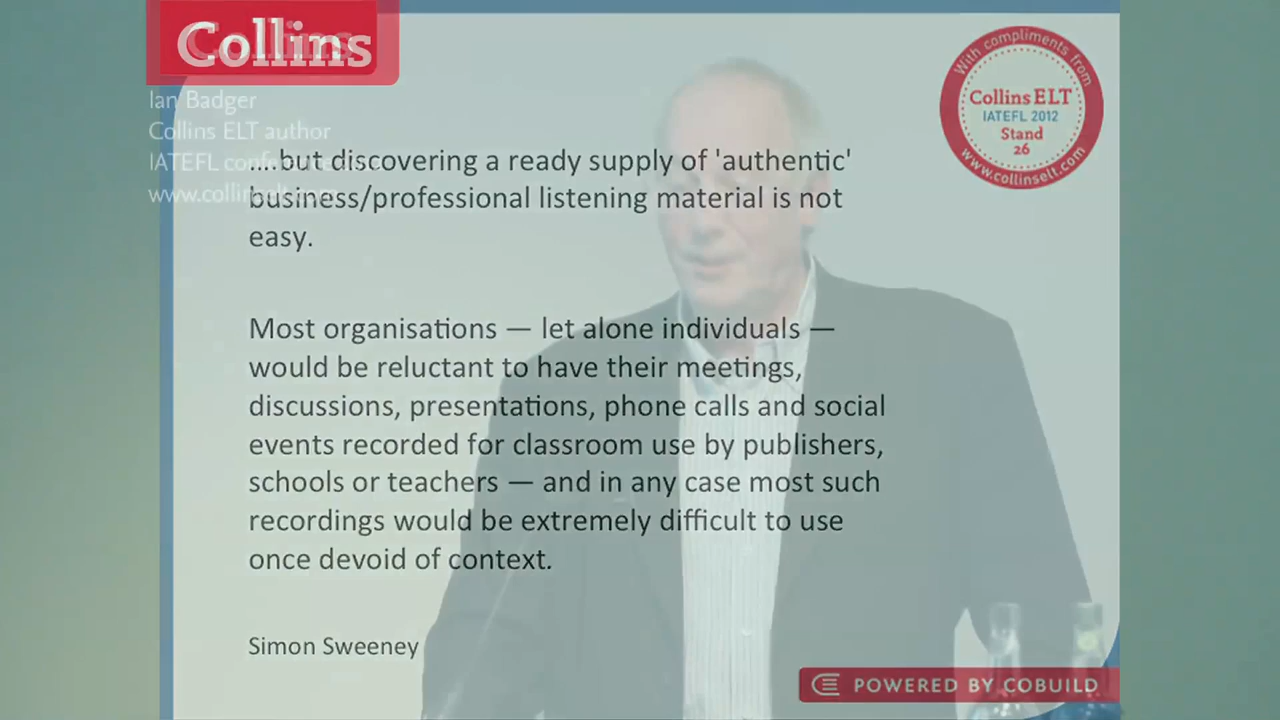 Collins
Ian Badger
Collins ELT author
IATEFL
www.collinselt.com
With compliments from
Collins ELT
IATEFL 2012
Stand
26
www.collinselt.com
....but discovering a ready supply of 'authentic'
business/professional listening material is not
easy.
Most organisations — let alone individuals —
would be reluctant to have their meetings,
discussions, presentations, phone calls and social
events recorded for classroom use by publishers,
schools or teachers — and in any case most such
recordings would be extremely difficult to use
once devoid of context.
Simon Sweeney
POWERED BY COBUILD